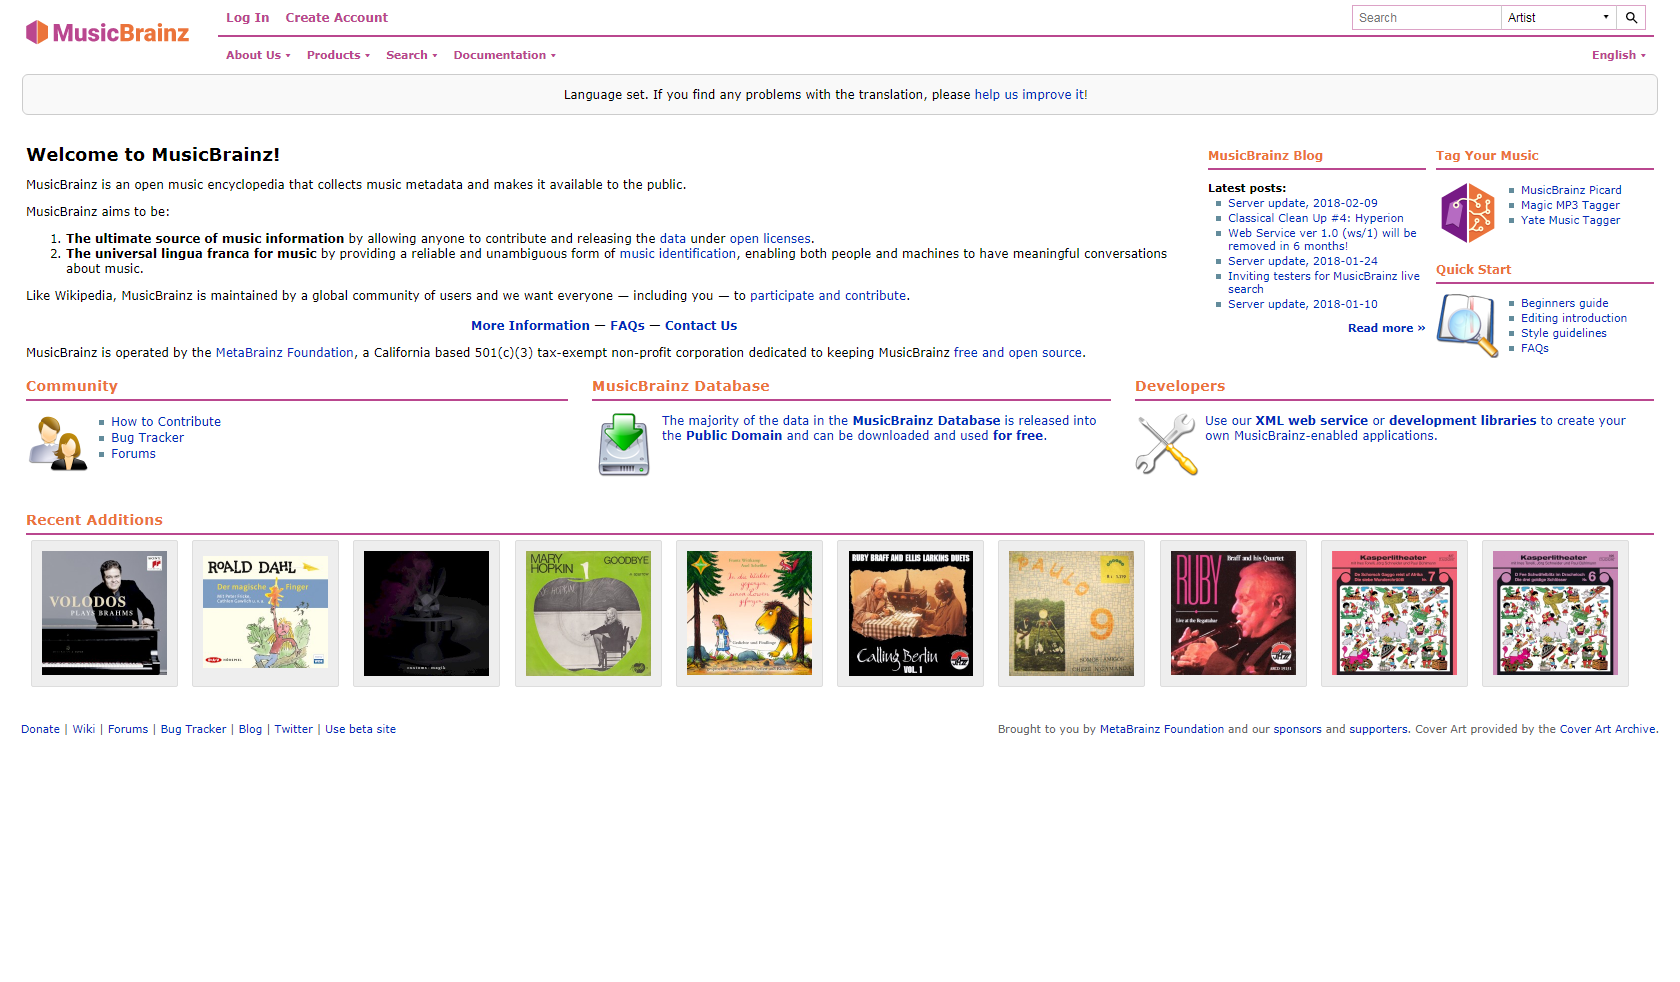 MusicBrainz
Log In Create Account
Search Artist
About Us Products Search Documentation
English
Language set. If you find any problems with the translation, please help us improve it!
Welcome to MusicBrainz!
MusicBrainz is an open music encyclopedia that collects music metadata and makes it available to the public.
MusicBrainz aims to be:
1. The ultimate source of music information by allowing anyone to contribute and releasing the data under open licenses.
2. The universal lingua franca for music by providing a reliable and unambiguous form of music identification, enabling both people and machines to have meaningful conversations
about music.
Like Wikipedia, MusicBrainz is maintained by a global community of users and we want everyone — including you — to participate and contribute.
More Information — FAQs — Contact Us
MusicBrainz is operated by the MetaBrainz Foundation, a California based 501(c)(3) tax-exempt non-profit corporation dedicated to keeping MusicBrainz free and open source.
MusicBrainz Blog
Latest posts:
Server update, 2018-02-09
Classical Clean Up #4: Hyperion
Web Service ver 1.0 (ws/1) will be
removed in 6 months!
Server update, 2018-01-24
Inviting testers for MusicBrainz live
search
Server update, 2018-01-10
Read more »
Tag Your Music
MusicBrainz Picard
Magic MP3 Tagger
Yate Music Tagger
Quick Start
Beginners guide
Editing introduction
Style guidelines
FAQs
Community
How to Contribute
Bug Tracker
Forums
MusicBrainz Database
The majority of the data in the MusicBrainz Database is released into
the Public Domain and can be downloaded and used for free.
Developers
Use our XML web service or development libraries to create your
own MusicBrainz-enabled applications.
Recent Additions
VOLODOS
PLAYS BRAHMS
ROALD DAHL
Der magische Finger
MARY
HOPKIN
GOODBYE
RUBY BRAFF AND ELLIS LARKINS DUETS
Calling Berlin
VOL. 1
PAULO
9
SOMOS AMIGOS
RUBY
Braff and his Quartet
Live at the Regattabar
Kasperlitheater
7
Kasperlitheater
6
Donate | Wiki | Forums | Bug Tracker | Blog | Twitter | Use beta site
Brought to you by MetaBrainz Foundation and our sponsors and supporters. Cover Art provided by the Cover Art Archive.